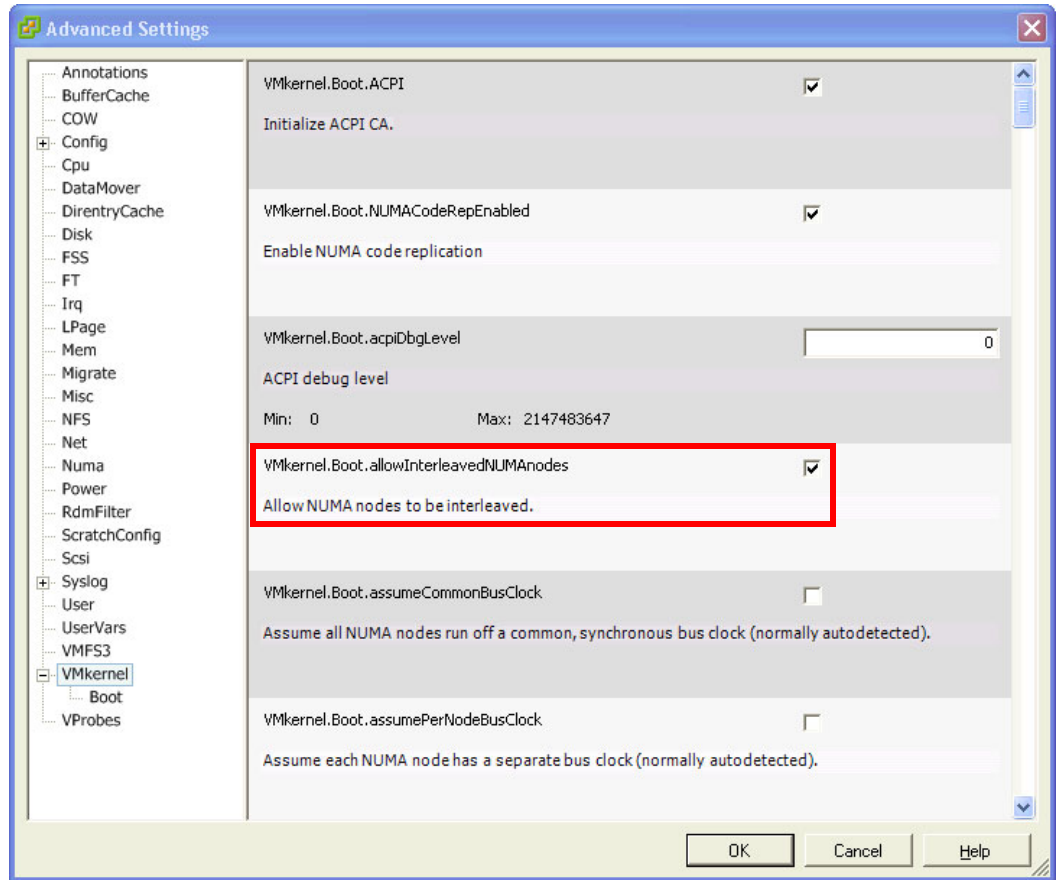 Advanced Settings
Annotations
BufferCache
COW
Config
Cpu
DataMover
DirentryCache
Disk
FSS
FT
Irq
LPage
Mem
Migrate
Misc
NFS
Net
Numa
Power
RdmFilter
ScratchConfig
Scsi
Syslog
User
UserVars
VMFS3
VMkernel
Boot
VProbes
VMkernel.Boot.ACPI
Initialize ACPI CA.
VMkernel.Boot.NUMACodeRepEnabled
Enable NUMA code replication
VMkernel.Boot.acpiDbgLevel
0
ACPI debug level
Min: 0 Max: 2147483647
VMkernel.Boot.allowInterleavedNUMAnodes
Allow NUMA nodes to be interleaved.
VMkernel.Boot.assumeCommonBusClock
Assume all NUMA nodes run off a common, synchronous bus clock (normally autodetected).
VMkernel.Boot.assumePerNodeBusClock
Assume each NUMA node has a separate bus clock (normally autodetected).
OK Cancel Help